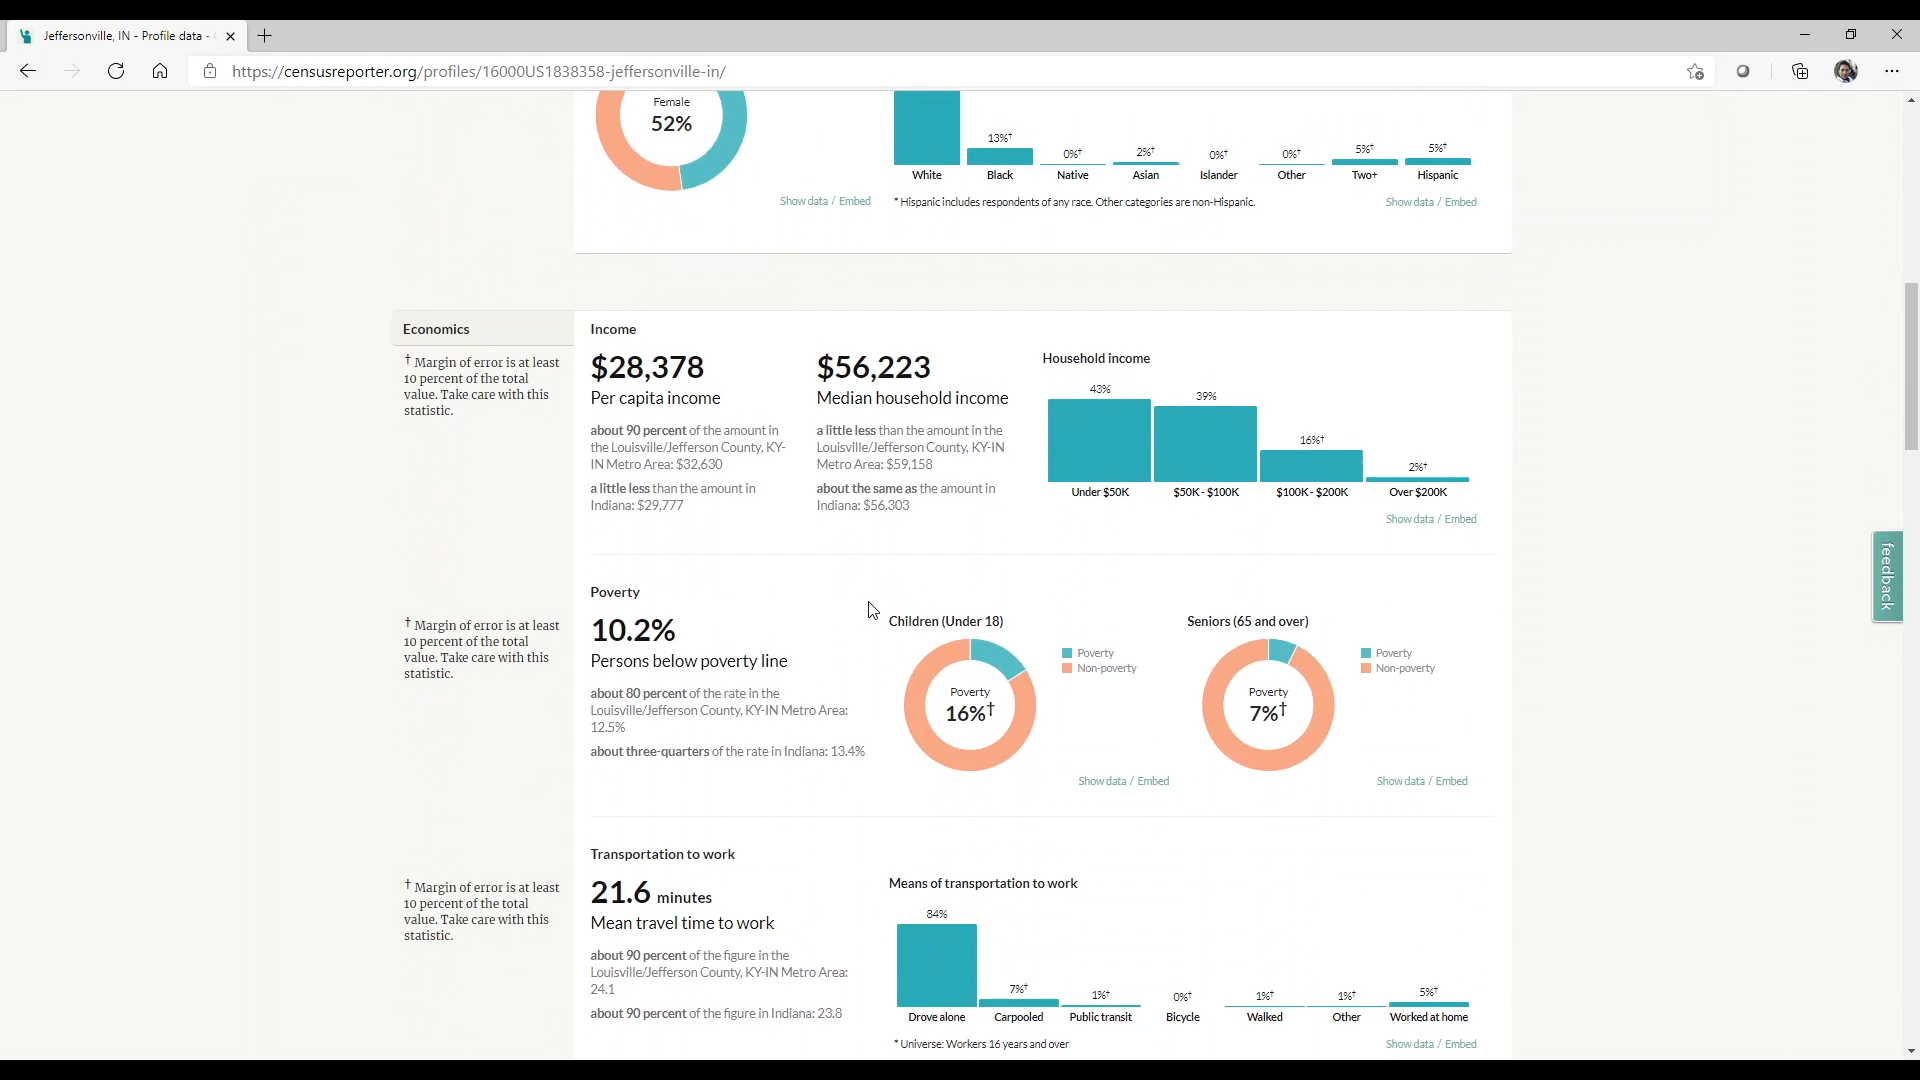 Jeffersonville, IN - Profile data -
https://censusreporter.org/profiles/16000US1838358-jeffersonville-in/
Female
52%
Show data / Embed
13%†
0%†
2%†
0%†
0%†
5%†
5%†
White
Black
Native
Asian
Islander
Other
Two+
Hispanic
* Hispanic includes respondents of any race. Other categories are non-Hispanic.
Show data / Embed
Economics
† Margin of error is at least
10 percent of the total
value. Take care with this
statistic.
Income
$28,378
Per capita income
about 90 percent of the amount in
the Louisville/Jefferson County, KY-
IN Metro Area: $32,630
a little less than the amount in
Indiana: $29,777
$56,223
Median household income
a little less than the amount in the
Louisville/Jefferson County, KY-IN
Metro Area: $59,158
about the same as the amount in
Indiana: $56,303
Household income
43%
39%
16%†
2%†
Under $50K
$50K - $100K
$100K - $200K
Over $200K
Show data / Embed
† Margin of error is at least
10 percent of the total
value. Take care with this
statistic.
Poverty
10.2%
Persons below poverty line
about 80 percent of the rate in the
Louisville/Jefferson County, KY-IN Metro Area:
12.5%
about three-quarters of the rate in Indiana: 13.4%
Children (Under 18)
Poverty
16%†
Poverty
Non-poverty
Show data / Embed
Seniors (65 and over)
Poverty
7%†
Poverty
Non-poverty
Show data / Embed
† Margin of error is at least
10 percent of the total
value. Take care with this
statistic.
Transportation to work
21.6 minutes
Mean travel time to work
about 90 percent of the figure in the
Louisville/Jefferson County, KY-IN Metro Area:
24.1
about 90 percent of the figure in Indiana: 23.8
Means of transportation to work
84%
7%†
1%†
0%†
1%†
1%†
5%†
Drove alone
Carpooled
Public transit
Bicycle
Walked
Other
Worked at home
* Universe: Workers 16 years and over
Show data / Embed
feedback